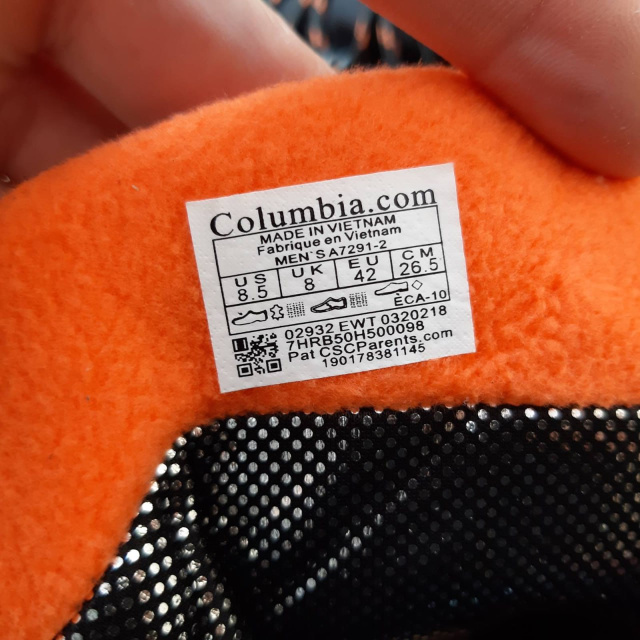 Columbia.com
MADE IN VIETNAM
Fabrique en Vietnam
MEN`S A7291-2
US UK EU CM
8.5 8 42 26.5
ECA-10
02932 EWT 0320218
7HRB50H500098
Pat CSCParents.com
190178381145